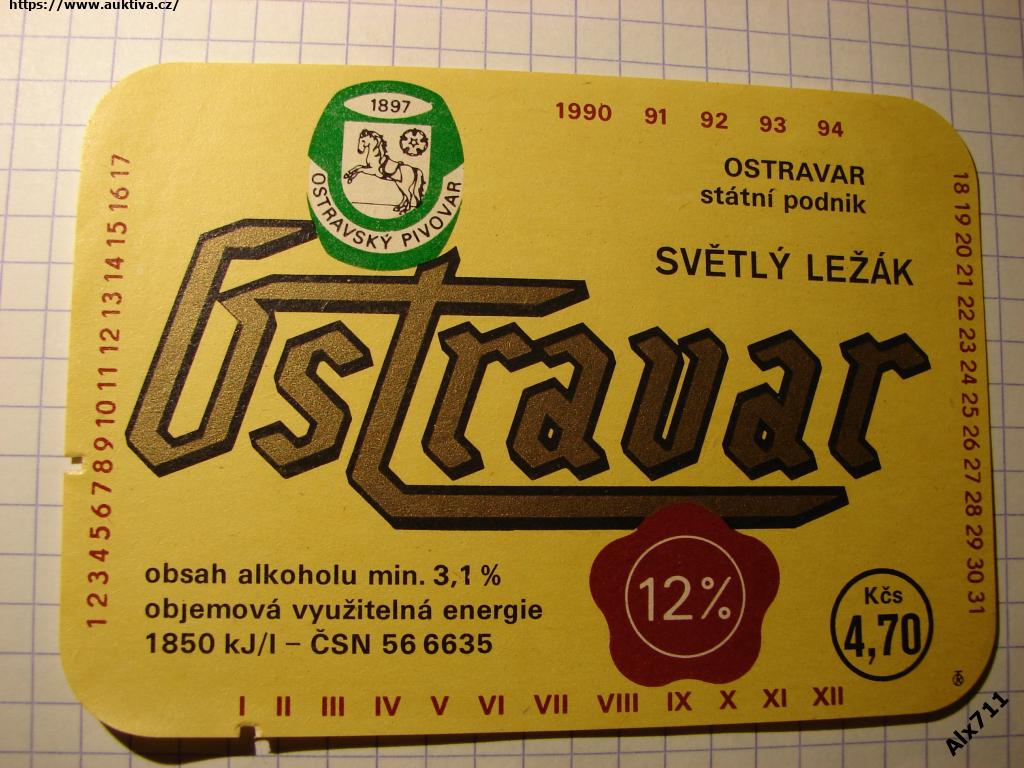 https://www.auktiva.cz/
1897
OSTRAVSKÝ PIVOVAR
1990 91 92 93 94
OSTRAVAR
státní podnik
SVĚTLÝ LEŽÁK
Ostravar
1 2 3 4 5 6 7 8 9 10 11 12 13 14 15 16 17
18 19 20 21 22 23 24 25 26 27 28 29 30 31
obsah alkoholu min. 3,1 %
objemová využitelná energie
1850 kJ/l – ČSN 56 6635
12%
Kčs
4,70
I II III IV V VI VII VIII IX X XI XII
Alx711